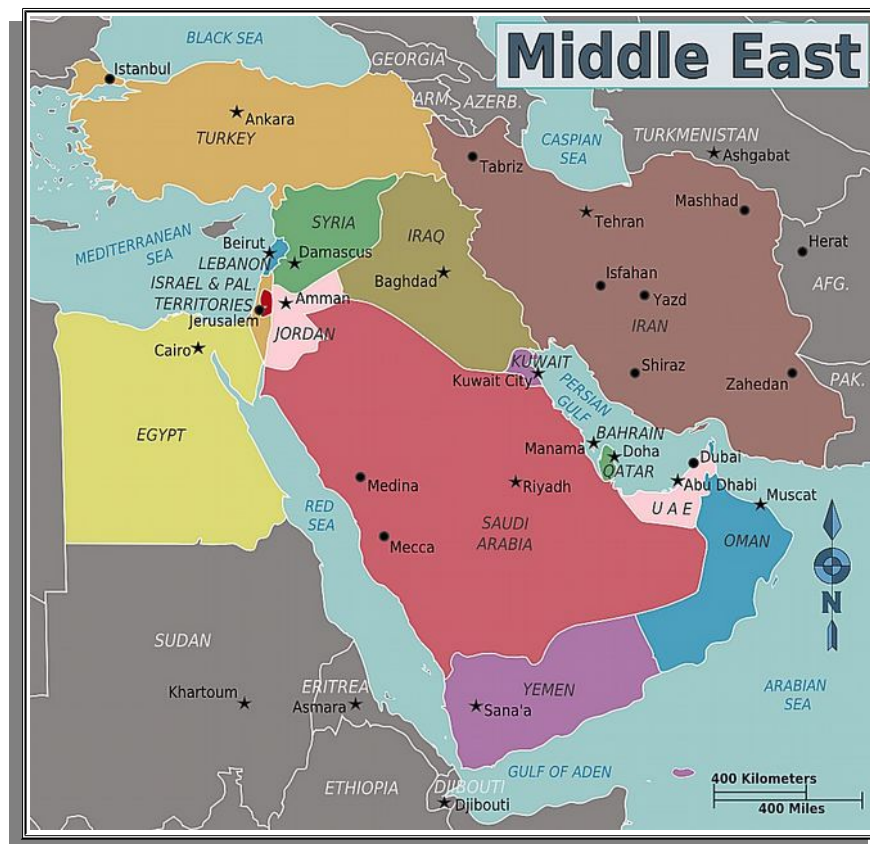 Middle East
BLACK SEA
GEORGIA
Istanbul
ARM.
AZERB.
Ankara
TURKEY
CASPIAN
SEA
TURKMENISTAN
Ashgabat
Tabriz
Mashhad
Tehran
SYRIA
IRAQ
MEDITERRANEAN
SEA
Beirut
Damascus
LEBANON
Herat
Baghdad
ISRAEL & PAL.
TERRITORIES
Isfahan
AFG.
Amman
Yazd
Jerusalem
IRAN
JORDAN
Cairo
KUWAIT
Kuwait City
Shiraz
Zahedan
PAK.
PERSIAN
GULF
EGYPT
BAHRAIN
Manama
Doha
Dubai
QATAR
Medina
Riyadh
Abu Dhabi
Muscat
RED
SEA
UAE
SAUDI
ARABIA
Mecca
OMAN
N
SUDAN
ERITREA
YEMEN
ARABIAN
SEA
Khartoum
Asmara
Sana'a
GULF OF ADEN
ETHIOPIA
DJIBOUTI
Djibouti
400 Kilometers
400 Miles